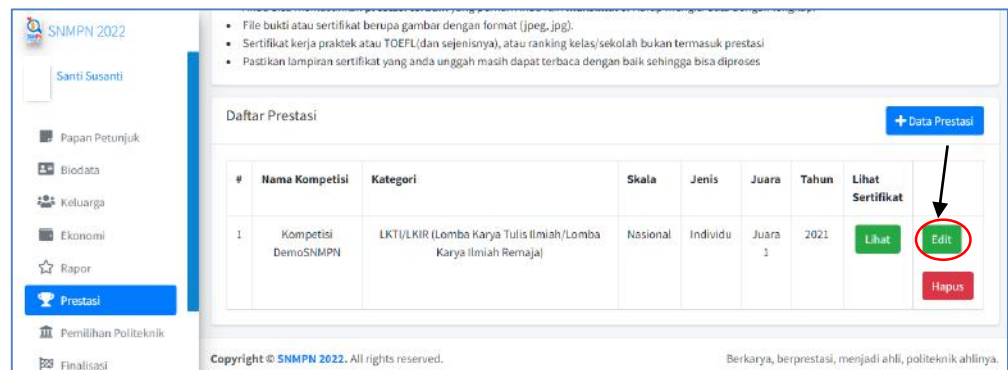 SNMPN 2022
Santi Susanti
Papan Petunjuk
Biodata
Keluarga
Ekonomi
Rapor
Prestasi
Pemilihan Politeknik
Finalisasi
File bukti atau sertifikat berupa gambar dengan format (jpeg, jpg).
Sertifikat kerja praktek atau TOEFL(dan sejenisnya), atau ranking kelas/sekolah bukan termasuk prestasi
Pastikan lampiran sertifikat yang anda unggah masih dapat terbaca dengan baik sehingga bisa diproses
Daftar Prestasi
+ Data Prestasi
# Nama Kompetisi Kategori Skala Jenis Juara Tahun Lihat
Sertifikat
1 Kompetisi LKTI/LKIR (Lomba Karya Tulis Ilmiah/Lomba Nasional Individu Juara 2021 Lihat Edit
DemoSNMPN Karya Ilmiah Remaja) 1
Hapus
Copyright © SNMPN 2022. All rights reserved. Berkarya, berprestasi, menjadi ahli, politeknik ahlinya.